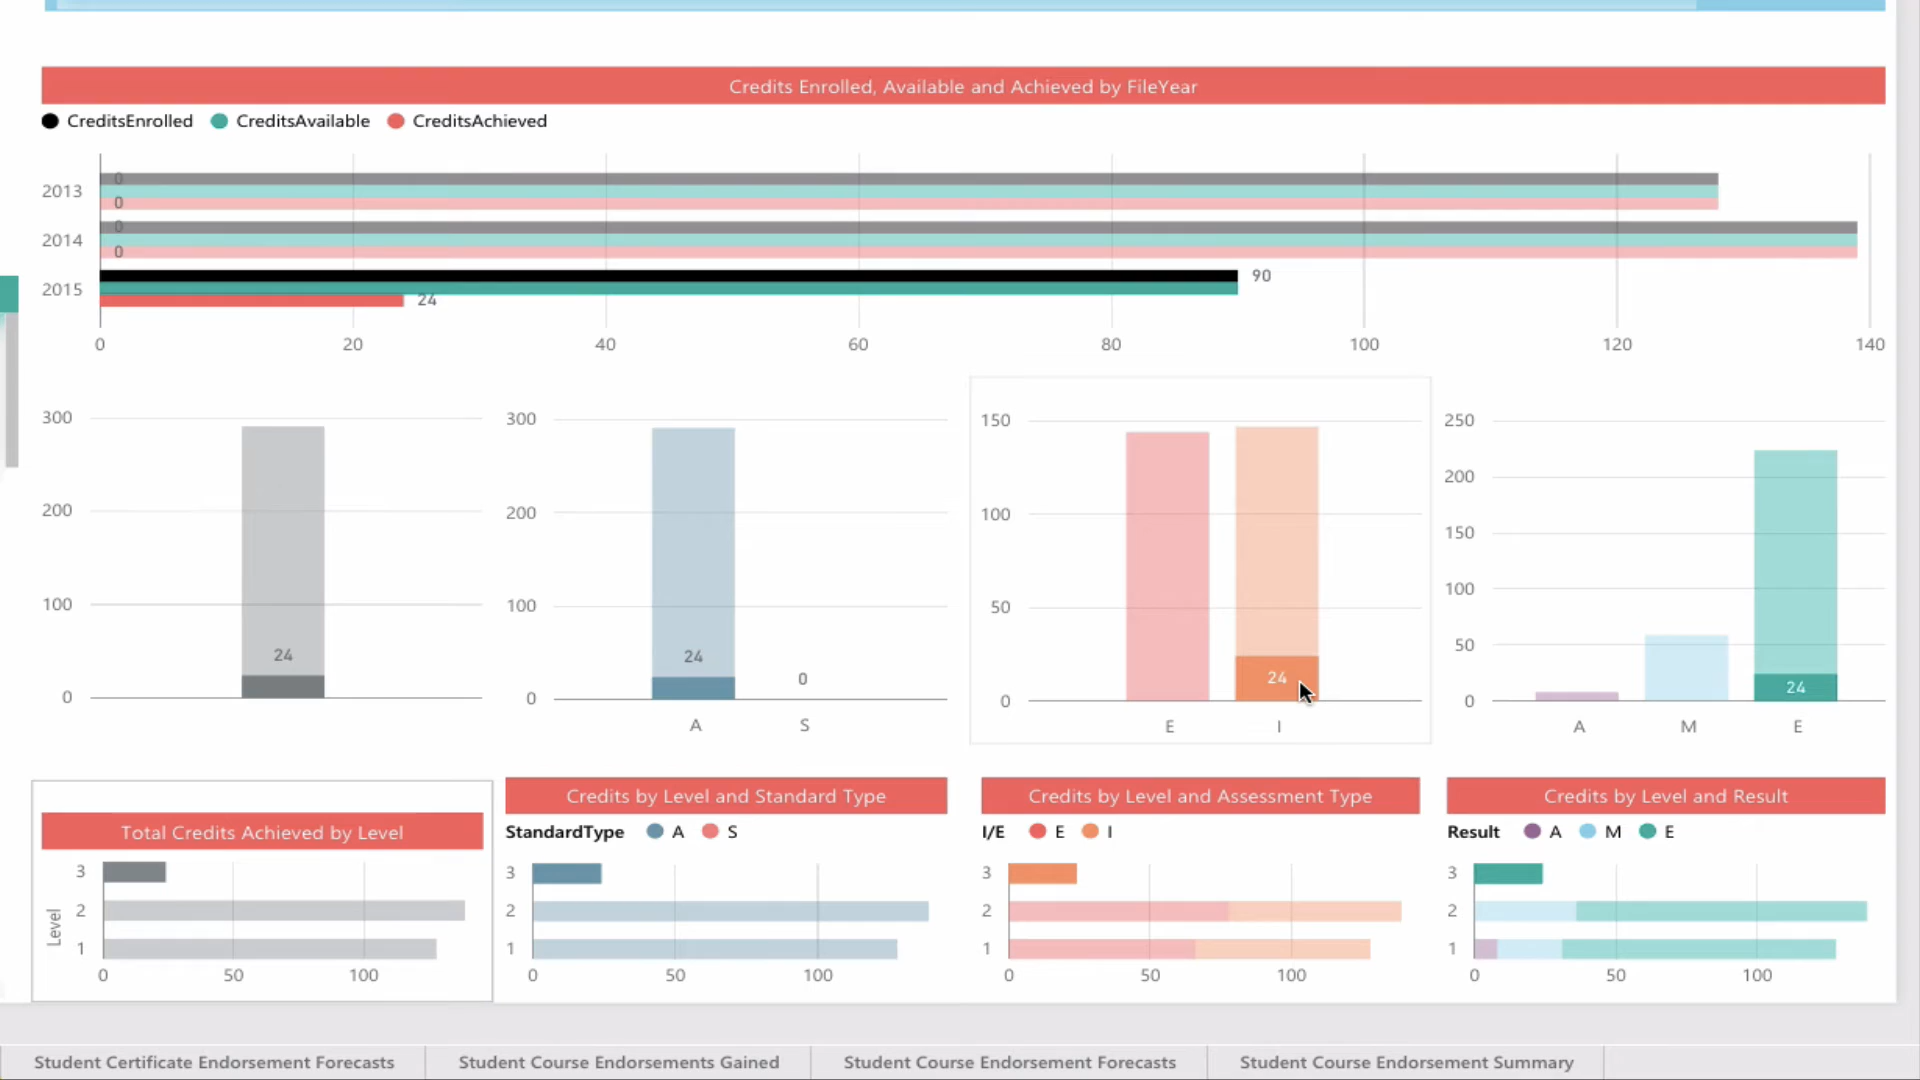 Credits Enrolled, Available and Achieved by FileYear
CreditsEnrolled CreditsAvailable CreditsAchieved
2013 0
0
2014 0
0
2015 90
24
0 20 40 60 80 100 120 140
300
200
100
0
24
300
200
100
0
24 0
A S
150
100
50
0
24
E I
250
200
150
100
50
0
24
A M E
Total Credits Achieved by Level
Level
3
2
1
0 50 100
Credits by Level and Standard Type
StandardType A S
3
2
1
0 50 100
Credits by Level and Assessment Type
I/E E I
3
2
1
0 50 100
Credits by Level and Result
Result A M E
3
2
1
0 50 100
Student Certificate Endorsement Forecasts
Student Course Endorsements Gained
Student Course Endorsement Forecasts
Student Course Endorsement Summary